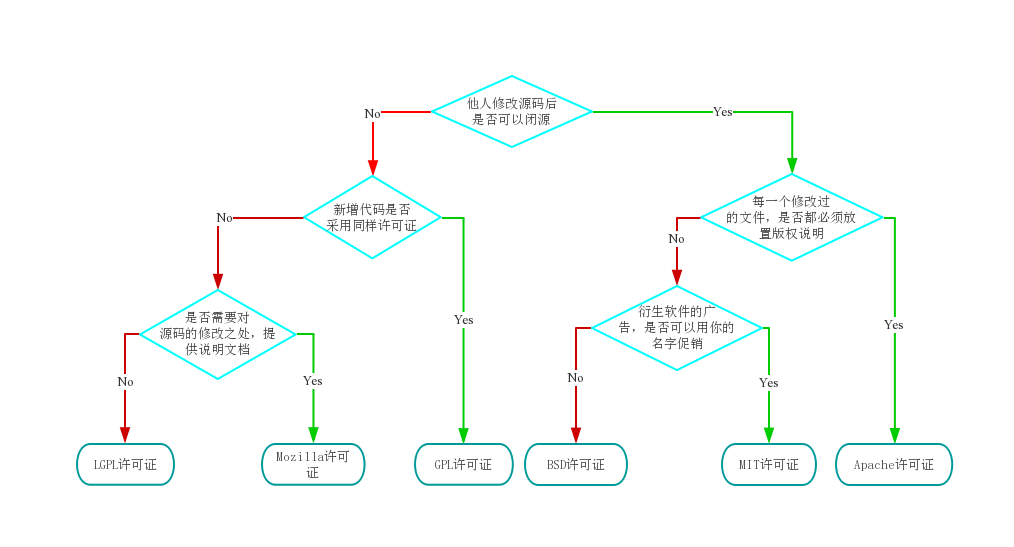 他人修改源码后
是否可以闭源
No
Yes
新增代码是否
采用同样许可证
每一个修改过
的文件，是否都必须放
置版权说明
No
No
是否需要对
源码的修改之处，提
供说明文档
衍生软件的广
告，是否可以用你的
名字促销
Yes
Yes
No
Yes
No
Yes
LGPL许可证
Mozilla许可
证
GPL许可证
BSD许可证
MIT许可证
Apache许可证